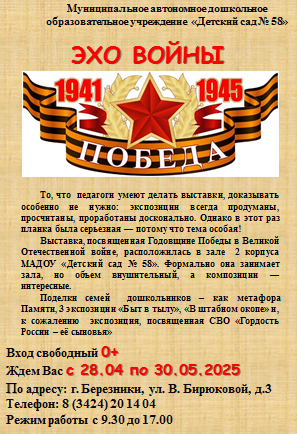 Муниципальное автономное дошкольное
образовательное учреждение «Детский сад № 58»
ЭХО ВОЙНЫ
1941 1945
ПОБЕДА
То, что педагоги умеют делать выставки, доказывать
особенно не нужно: экспозиции всегда продуманы,
просчитаны, проработаны досконально. Однако в этот раз
планка была серьезная — потому что тема особая!
Выставка, посвященная Годовщине Победы в Великой
Отечественной войне, расположилась в зале 2 корпуса
МАДОУ «Детский сад № 58». Формально она занимает
зала, но объем внушительный, а композиции —
интересные.
Поделки семей дошкольников – как метафора
Памяти, 3 экспозиции «Быт в тылу», «В штабном окопе» и,
к сожалению экспозиция, посвященная СВО «Гордость
России – её сыновья»
Вход свободный 0+
Ждем Вас с 28.04 по 30.05.2025
По адресу: г. Березники, ул. В. Бирюковой, д.3
Телефон: 8 (3424) 20 14 04
Режим работы с 9.30 до 17.00